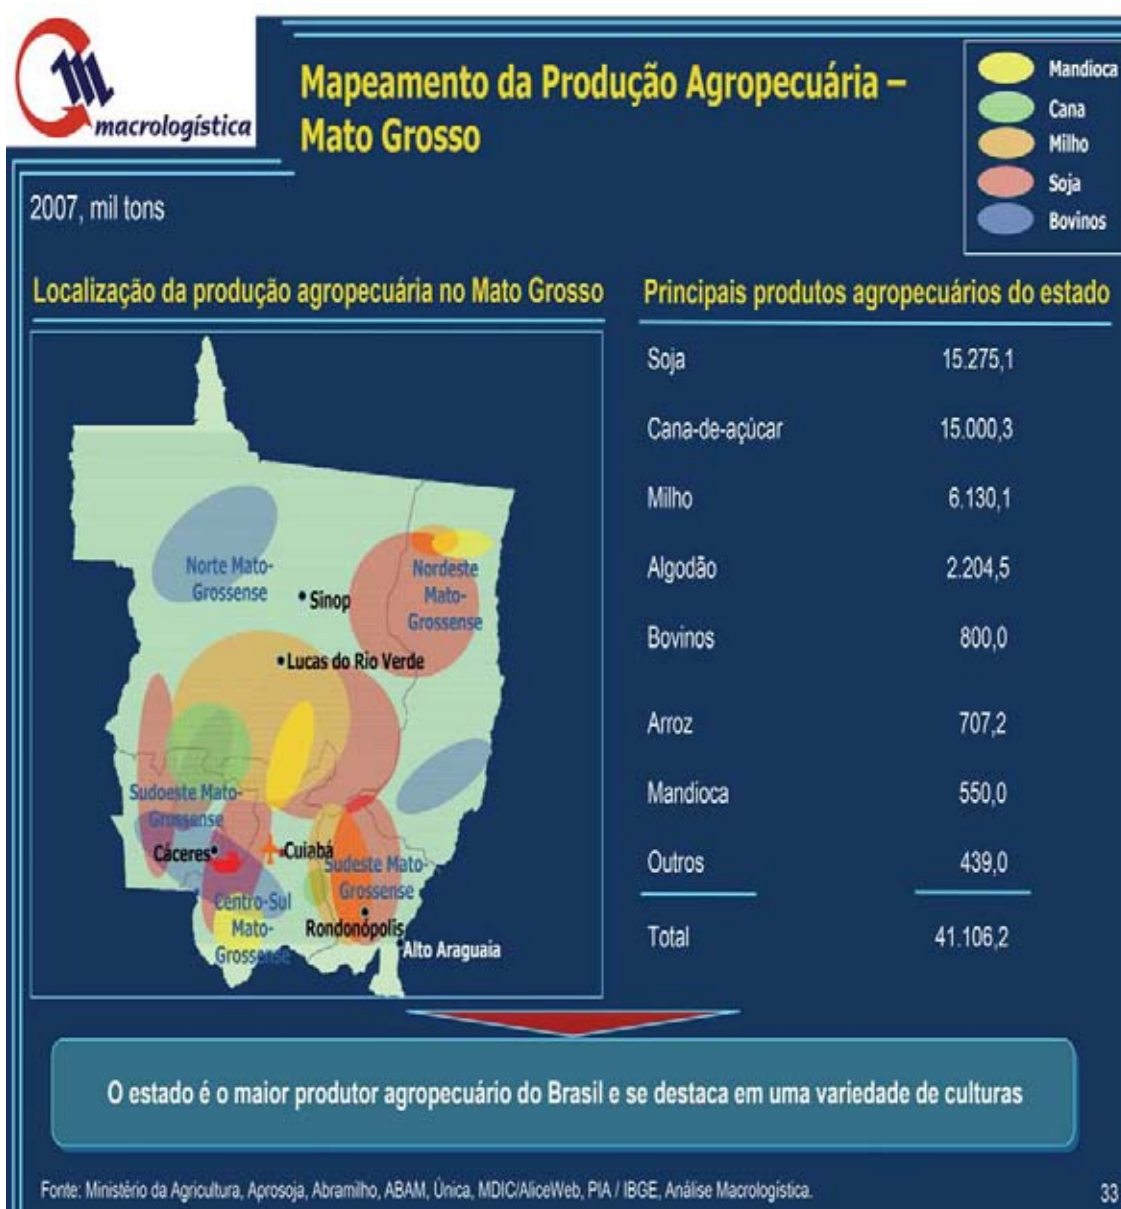 macrologística
Mapeamento da Produção Agropecuária –
Mato Grosso
Mandioca
Cana
Milho
Soja
Bovinos
2007, mil tons
Localização da produção agropecuária no Mato Grosso
Norte Mato-
Grossense
Sinop
Nordeste
Mato-
Grossense
Lucas do Rio Verde
Sudoeste Mato-
Grossense
Cáceres
Cuiabá
Sudeste Mato-
Grossense
Centro-Sul
Mato-
Grossense
Rondonópolis
Alto Araguaia
Principais produtos agropecuários do estado
Soja 15.275,1
Cana-de-açúcar 15.000,3
Milho 6.130,1
Algodão 2.204,5
Bovinos 800,0
Arroz 707,2
Mandioca 550,0
Outros 439,0
Total 41.106,2
O estado é o maior produtor agropecuário do Brasil e se destaca em uma variedade de culturas
Fonte: Ministério da Agricultura, Aprosoja, Abramilho, ABAM, Única, MDIC/AliceWeb, PIA / IBGE, Análise Macrologística.
33